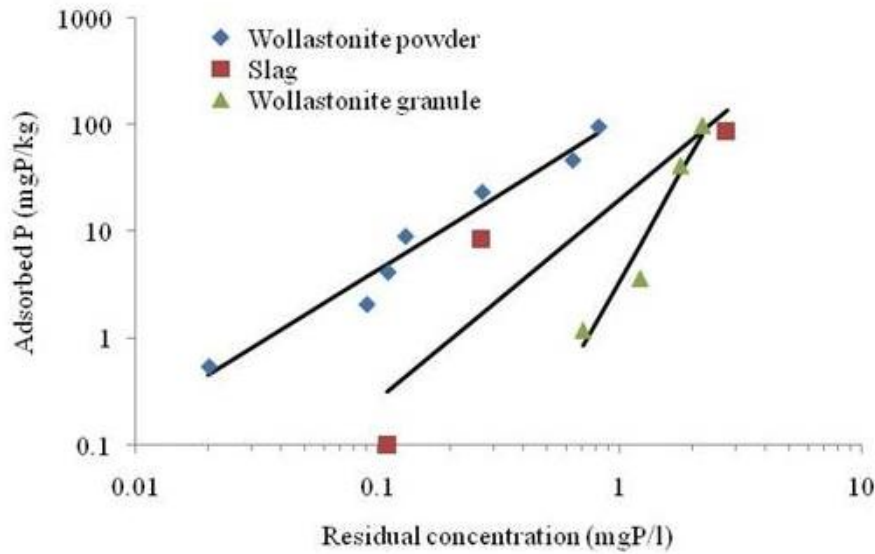 1000
100
10
1
0.1
Adsorbed P (mgP/kg)
Wollastonite powder
Slag
Wollastonite granule
0.01
0.1
1
10
Residual concentration (mgP/l)